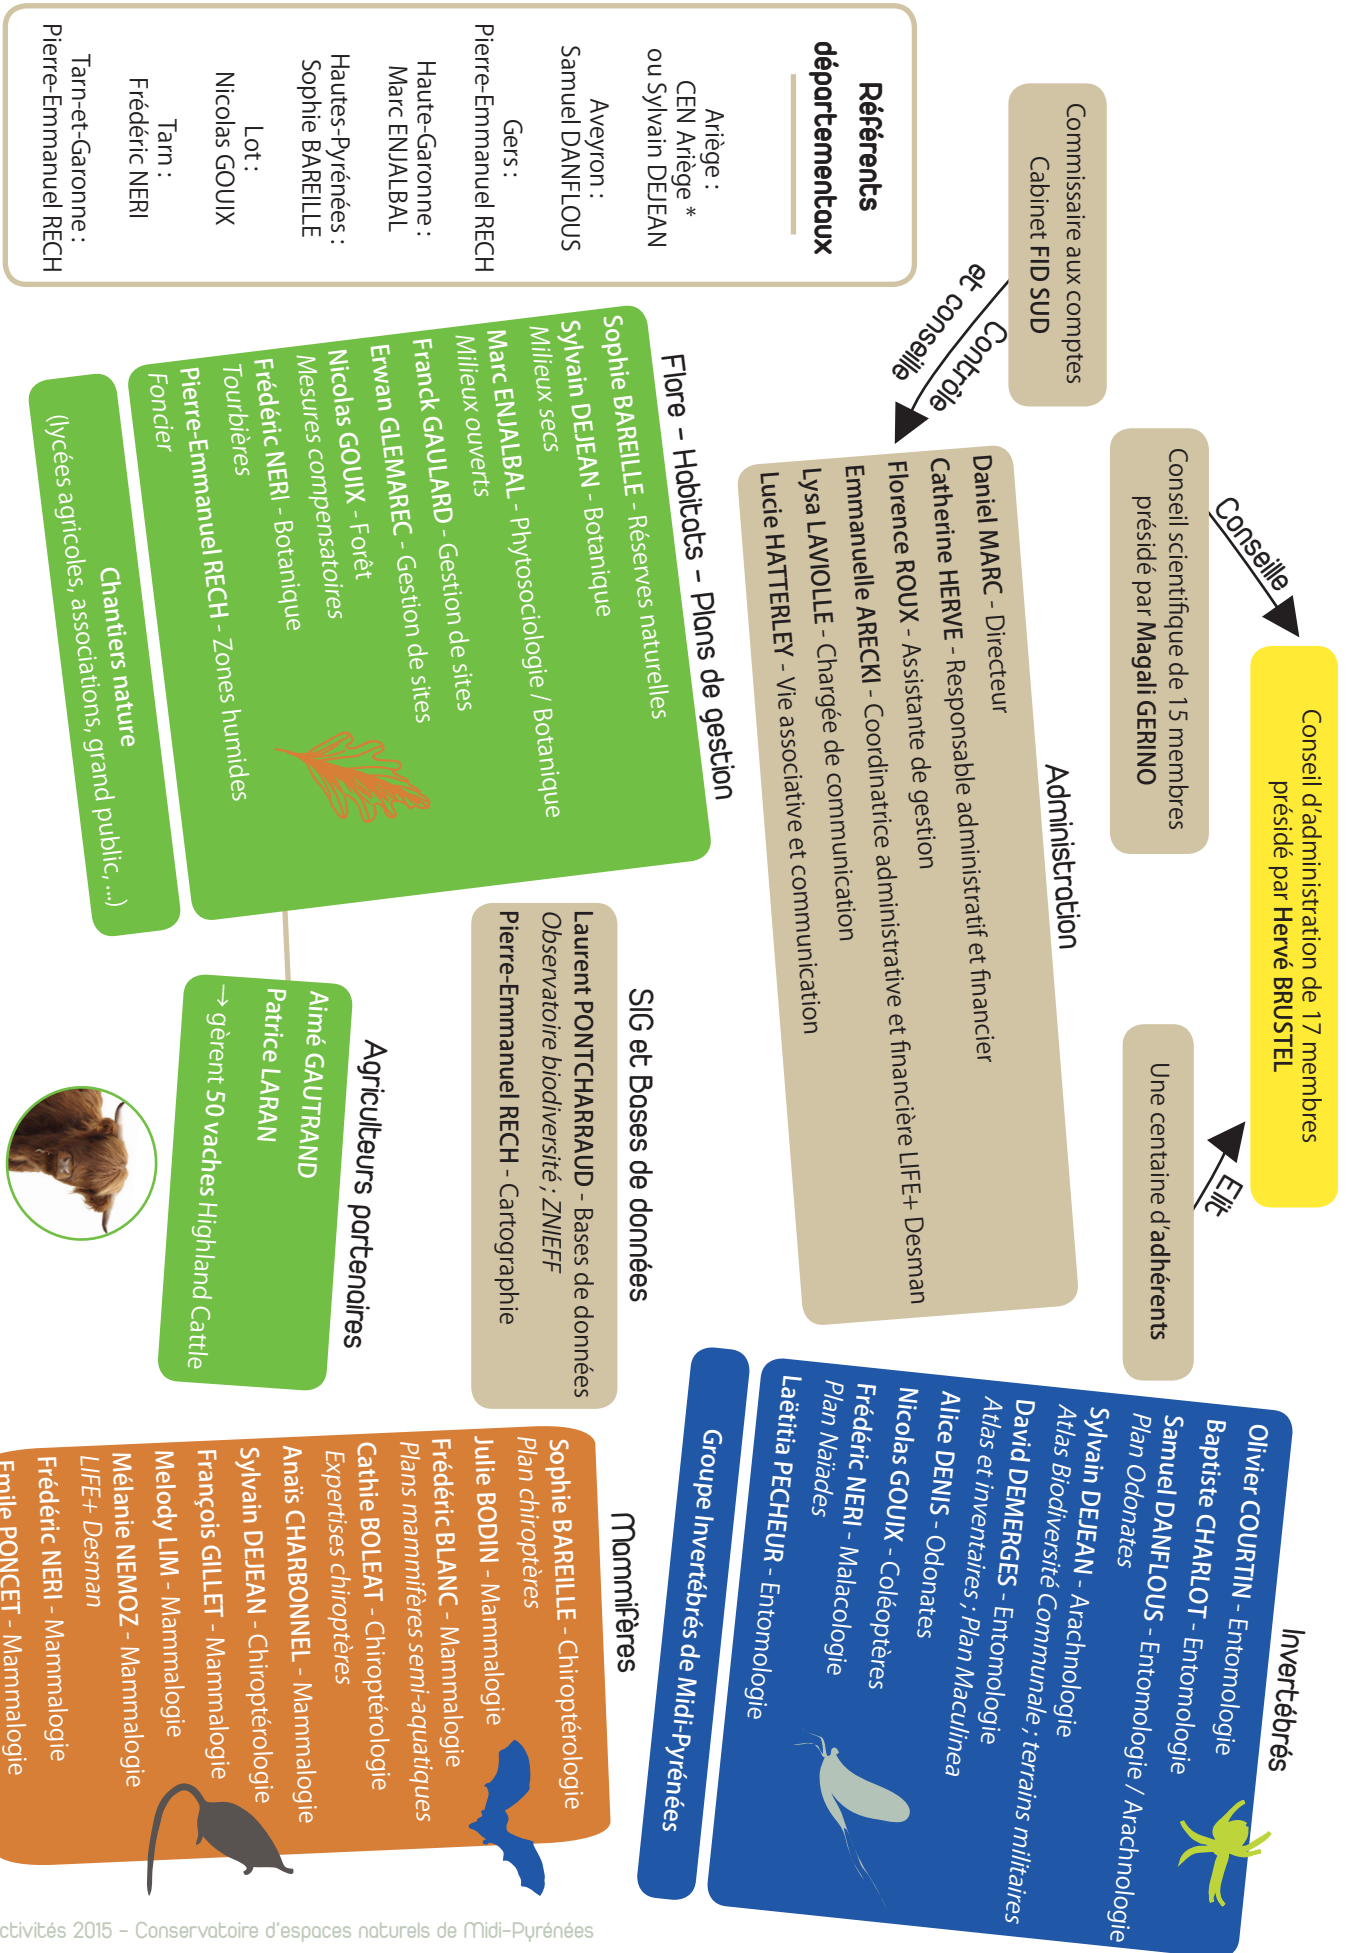 Conseil d’administration de 17 membres
présidé par Hervé BRUSTEL
Conseille
Elit
Conseil scientifique de 15 membres
présidé par Magali GERINO
Une centaine d’adhérents
Commissaire aux comptes
Cabinet FID SUD
Contrôle
et conseille
Administration
Daniel MARC - Directeur
Catherine HERVE - Responsable administratif et financier
Florence ROUX - Assistante de gestion
Emmanuelle ARECKI - Coordinatrice administrative et financière LIFE+ Desman
Lysa LAVIOLLE - Chargée de communication
Lucie HATTERLEY - Vie associative et communication
Invertébrés
Olivier COURTIN - Entomologie
Baptiste CHARLOT - Entomologie
Samuel DANFLOUS - Entomologie / Arachnologie
Plan Odonates
Sylvain DEJEAN - Arachnologie
Atlas Biodiversité Communale ; terrains militaires
David DEMERGES - Entomologie
Atlas et inventaires ; Plan Maculinea
Alice DENIS - Odonates
Nicolas GOUIX - Coléoptères
Frédéric NERI - Malacologie
Plan Naïades
Laëtitia PECHEUR - Entomologie
Groupe Invertébrés de Midi-Pyrénées
Référents
départementaux
Ariège :
CEN Ariège *
ou Sylvain DEJEAN
Aveyron :
Samuel DANFLOUS
Gers :
Pierre-Emmanuel RECH
Haute-Garonne :
Marc ENJALBAL
Hautes-Pyrénées :
Sophie BAREILLE
Lot :
Nicolas GOUIX
Tarn :
Frédéric NERI
Tarn-et-Garonne :
Pierre-Emmanuel RECH
Flore - Habitats - Plans de gestion
Sophie BAREILLE - Réserves naturelles
Sylvain DEJEAN - Botanique
Milieux secs
Marc ENJALBAL - Phytosociologie / Botanique
Milieux ouverts
Franck GAULARD - Gestion de sites
Erwan GLEMAREC - Gestion de sites
Nicolas GOUIX - Forêt
Mesures compensatoires
Frédéric NERI - Botanique
Tourbières
Pierre-Emmanuel RECH - Zones humides
Foncier
Chantiers nature
(lycées agricoles, associations, grand public, ...)
SIG et Bases de données
Laurent PONTCHARRAUD - Bases de données
Observatoire biodiversité ; ZNIEFF
Pierre-Emmanuel RECH - Cartographie
Agriculteurs partenaires
Aimé GAUTRAND
Patrice LARAN
→ gèrent 50 vaches Highland Cattle
Mammifères
Sophie BAREILLE - Chiroptérologie
Plan chiroptères
Julie BODIN - Mammalogie
Frédéric BLANC - Mammalogie
Plans mammifères semi-aquatiques
Cathie BOLEAT - Chiroptérologie
Expertises chiroptères
Anaïs CHARBONNEL - Mammalogie
Sylvain DEJEAN - Chiroptérologie
François GILLET - Mammalogie
Melody LIM - Mammalogie
Mélanie NEMOZ - Mammalogie
LIFE+ Desman
Frédéric NERI - Mammalogie
Emile PONCET - Mammalogie
ctivités 2015 - Conservatoire d'espaces naturels de Midi-Pyrénées